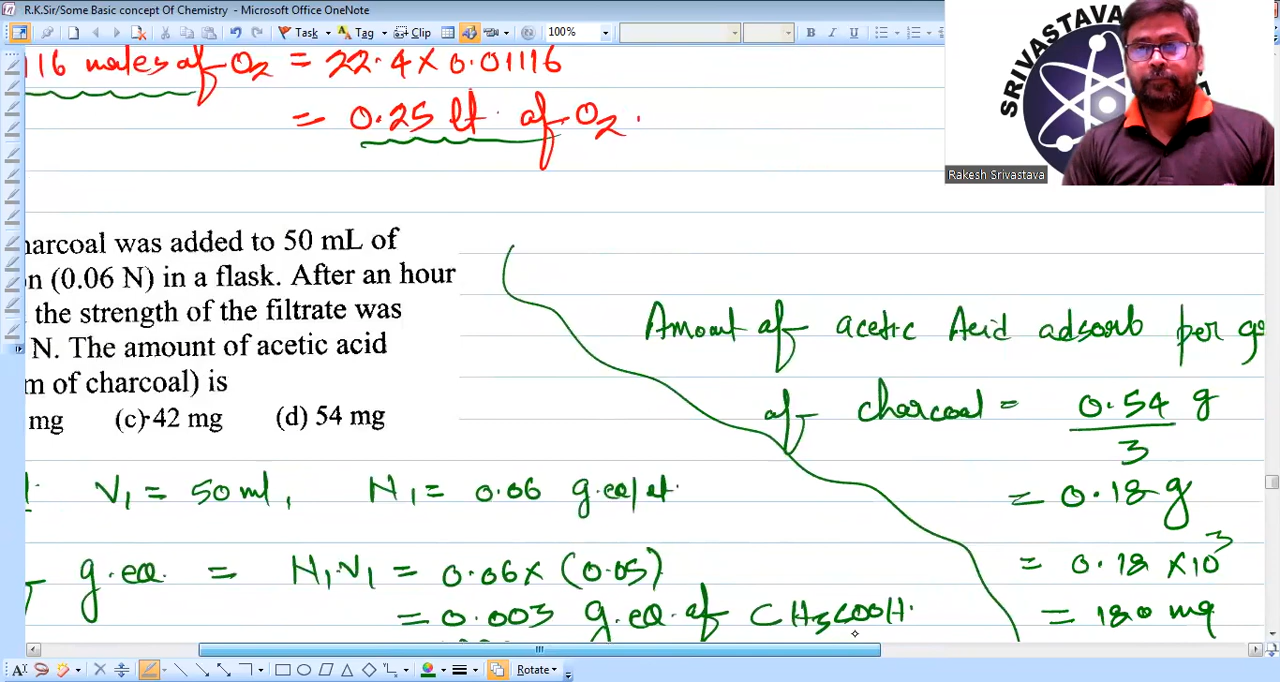 R.K.Sir/Some Basic concept Of Chemistry - Microsoft Office OneNote
Task Tag Clip 100% B I U
116 moles of O2 = 22.4 × 0.01116
= 0.25 lt of O2.
SRIVASTAVA
Rakesh Srivastava
harcoal was added to 50 mL of
n (0.06 N) in a flask. After an hour
the strength of the filtrate was
N. The amount of acetic acid
m of charcoal) is
mg (c) 42 mg (d) 54 mg
Amount of acetic Acid adsorb per g
of charcoal = 0.54 g
3
= 0.18 g
= 0.18 × 10³
= 180 mg
V1 = 50 ml, N1 = 0.06 g.eq/lt.
g.eq. = N1.V1 = 0.06 × (0.05)
= 0.003 g.eq. of CH3COOH.
Rotate